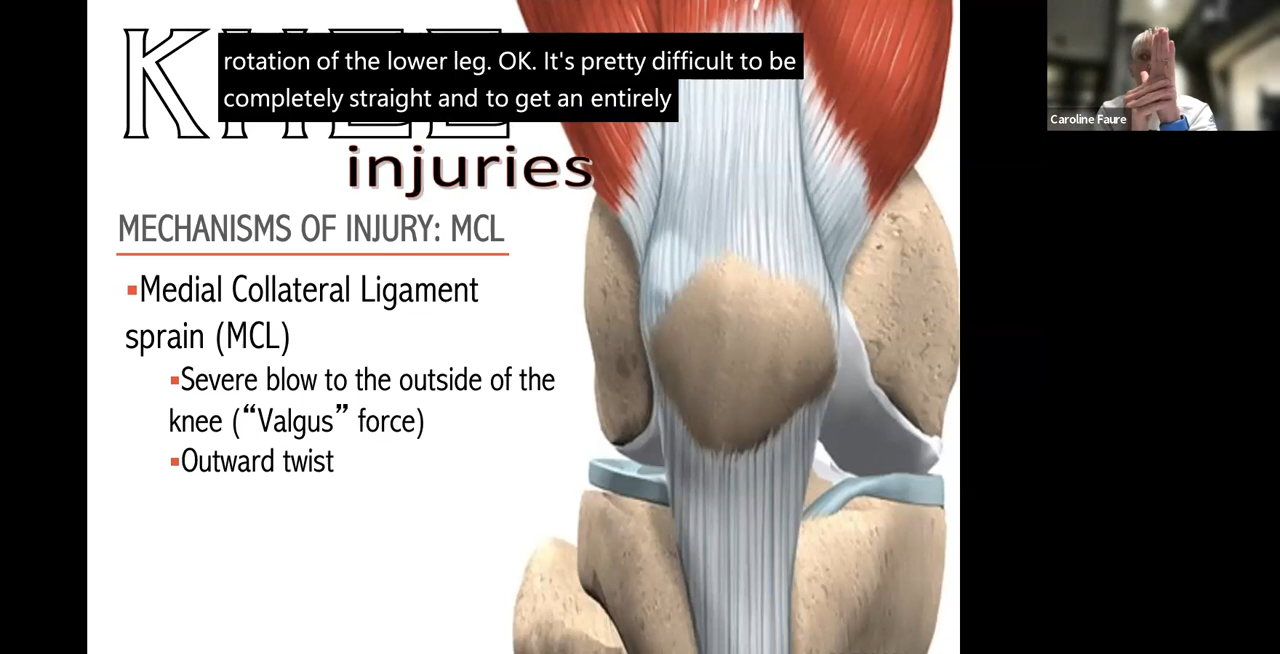 KNEE
rotation of the lower leg. OK. It's pretty difficult to be
completely straight and to get an entirely
injuries
MECHANISMS OF INJURY: MCL
▪Medial Collateral Ligament
sprain (MCL)
▪Severe blow to the outside of the
knee (“Valgus” force)
▪Outward twist
Caroline Faure